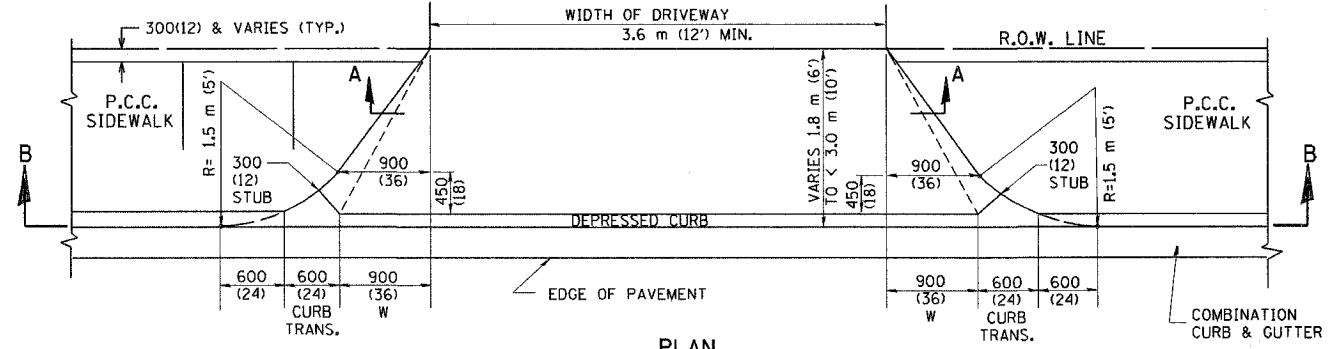 WIDTH OF DRIVEWAY
3.6 m (12') MIN.
300(12) & VARIES (TYP.)
R.O.W. LINE
A
A
P.C.C.
SIDEWALK
P.C.C.
SIDEWALK
R= 1.5 m (5')
VARIES 1.8 m (6')
TO < 3.0 m (10')
R=1.5 m (5')
B
B
300
(12)
STUB
900
(36)
450
(18)
900
(36)
450
(18)
300
(12)
STUB
DEPRESSED CURB
600
(24)
600
(24)
CURB
TRANS.
900
(36)
W
EDGE OF PAVEMENT
900
(36)
W
600
(24)
CURB
TRANS.
600
(24)
COMBINATION
CURB & GUTTER
PLAN